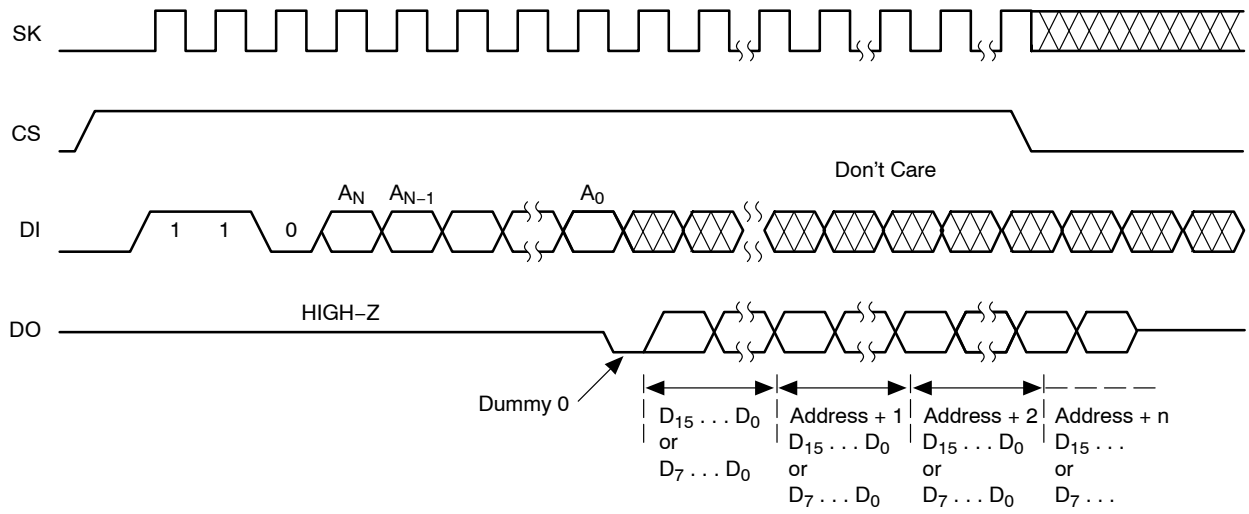 SK
CS
Don't Care
A_N A_N−1 A_0
DI 1 1 0
HIGH−Z
DO
Dummy 0
D_15 . . . D_0
or
D_7 . . . D_0
Address + 1
D_15 . . . D_0
or
D_7 . . . D_0
Address + 2
D_15 . . . D_0
or
D_7 . . . D_0
Address + n
D_15 . . .
or
D_7 . . .